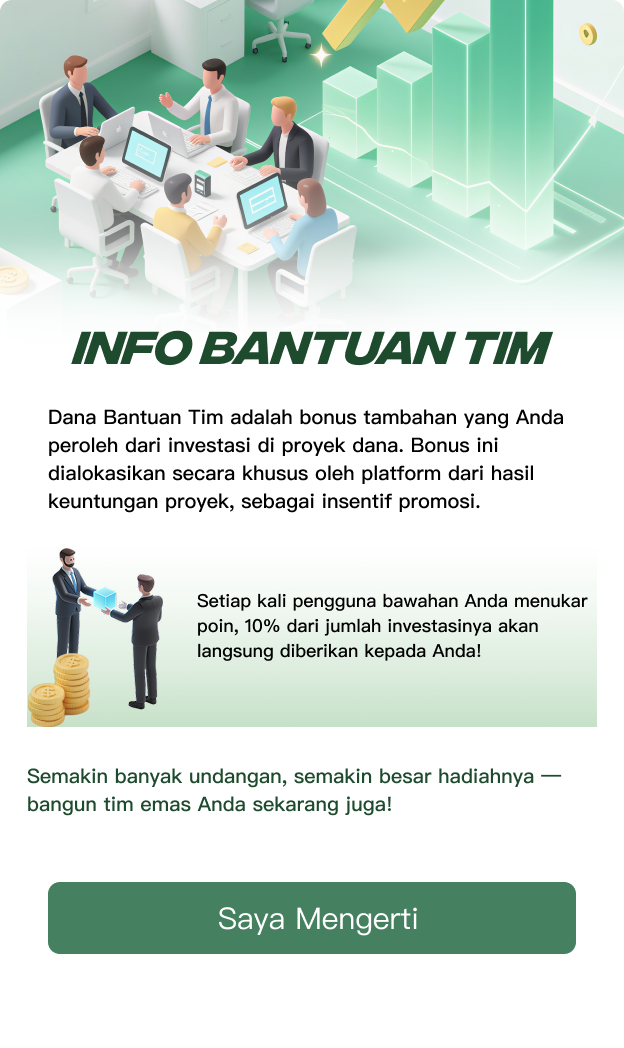 INFO BANTUAN TIM
Dana Bantuan Tim adalah bonus tambahan yang Anda
peroleh dari investasi di proyek dana. Bonus ini
dialokasikan secara khusus oleh platform dari hasil
keuntungan proyek, sebagai insentif promosi.
Setiap kali pengguna bawahan Anda menukar
poin, 10% dari jumlah investasinya akan
langsung diberikan kepada Anda!
Semakin banyak undangan, semakin besar hadiahnya —
bangun tim emas Anda sekarang juga!
Saya Mengerti